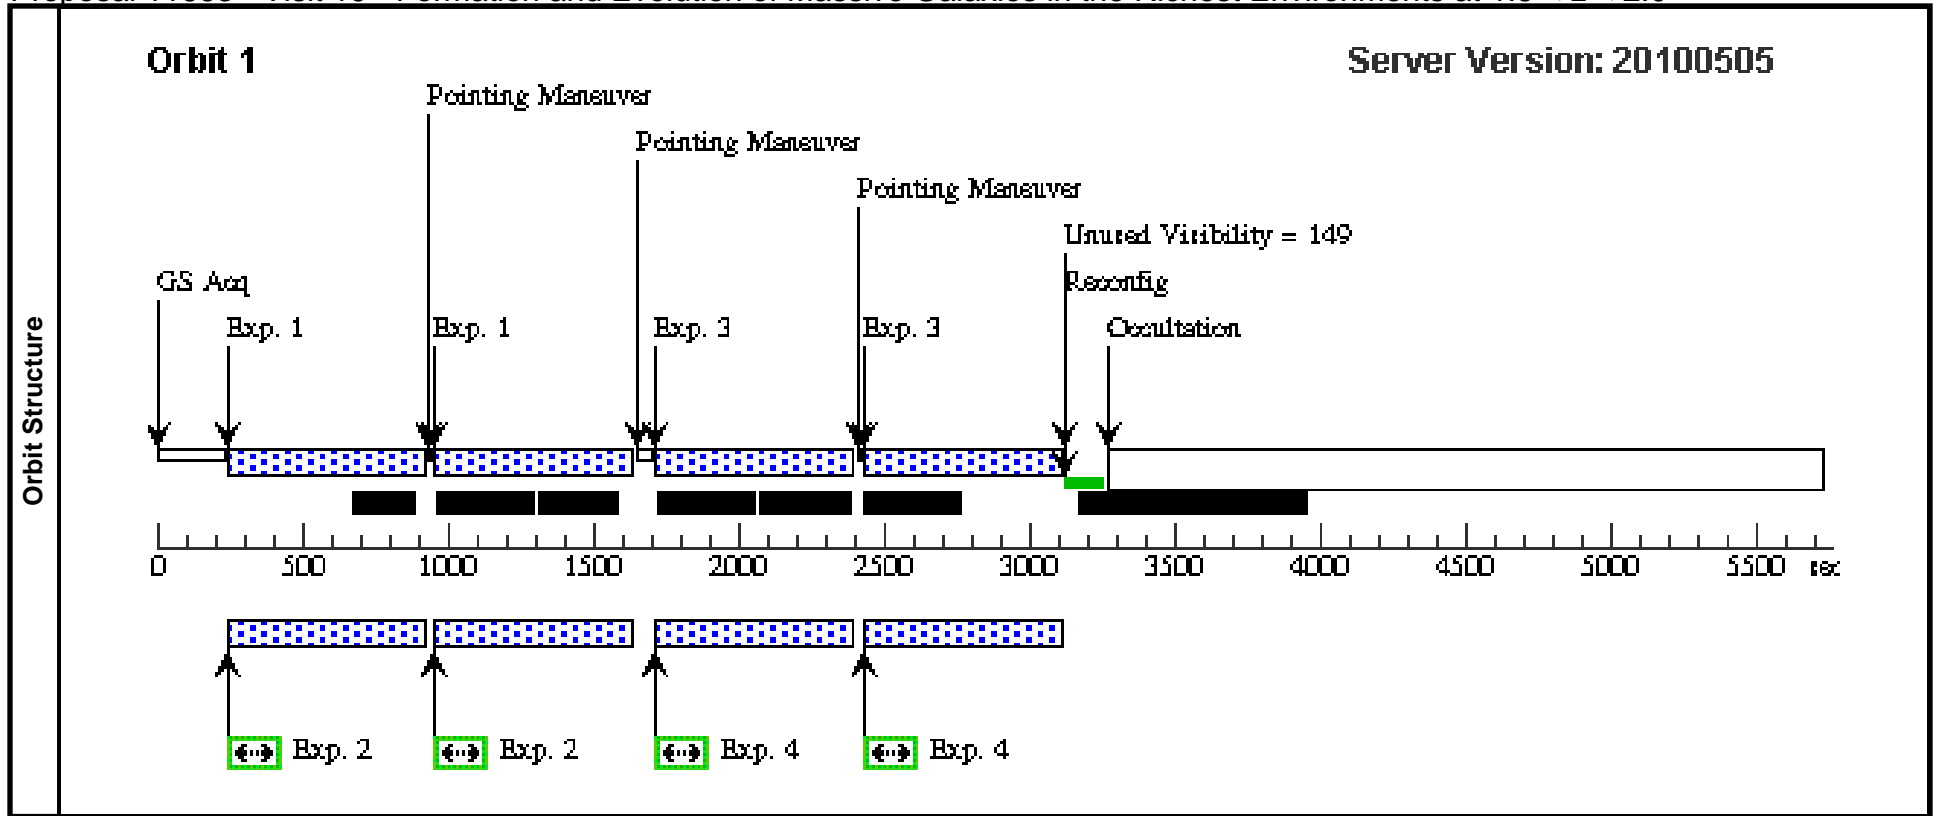 Orbit 1
Server Version: 20100505
Pointing Maneuver
Pointing Maneuver
Pointing Maneuver
Unused Visibility = 149
GS Acq
Reconfig
Exp. 1
Exp. 1
Exp. 3
Exp. 3
Occultation
Orbit Structure
0 500 1000 1500 2000 2500 3000 3500 4000 4500 5000 5500 sec
Exp. 2
Exp. 2
Exp. 4
Exp. 4